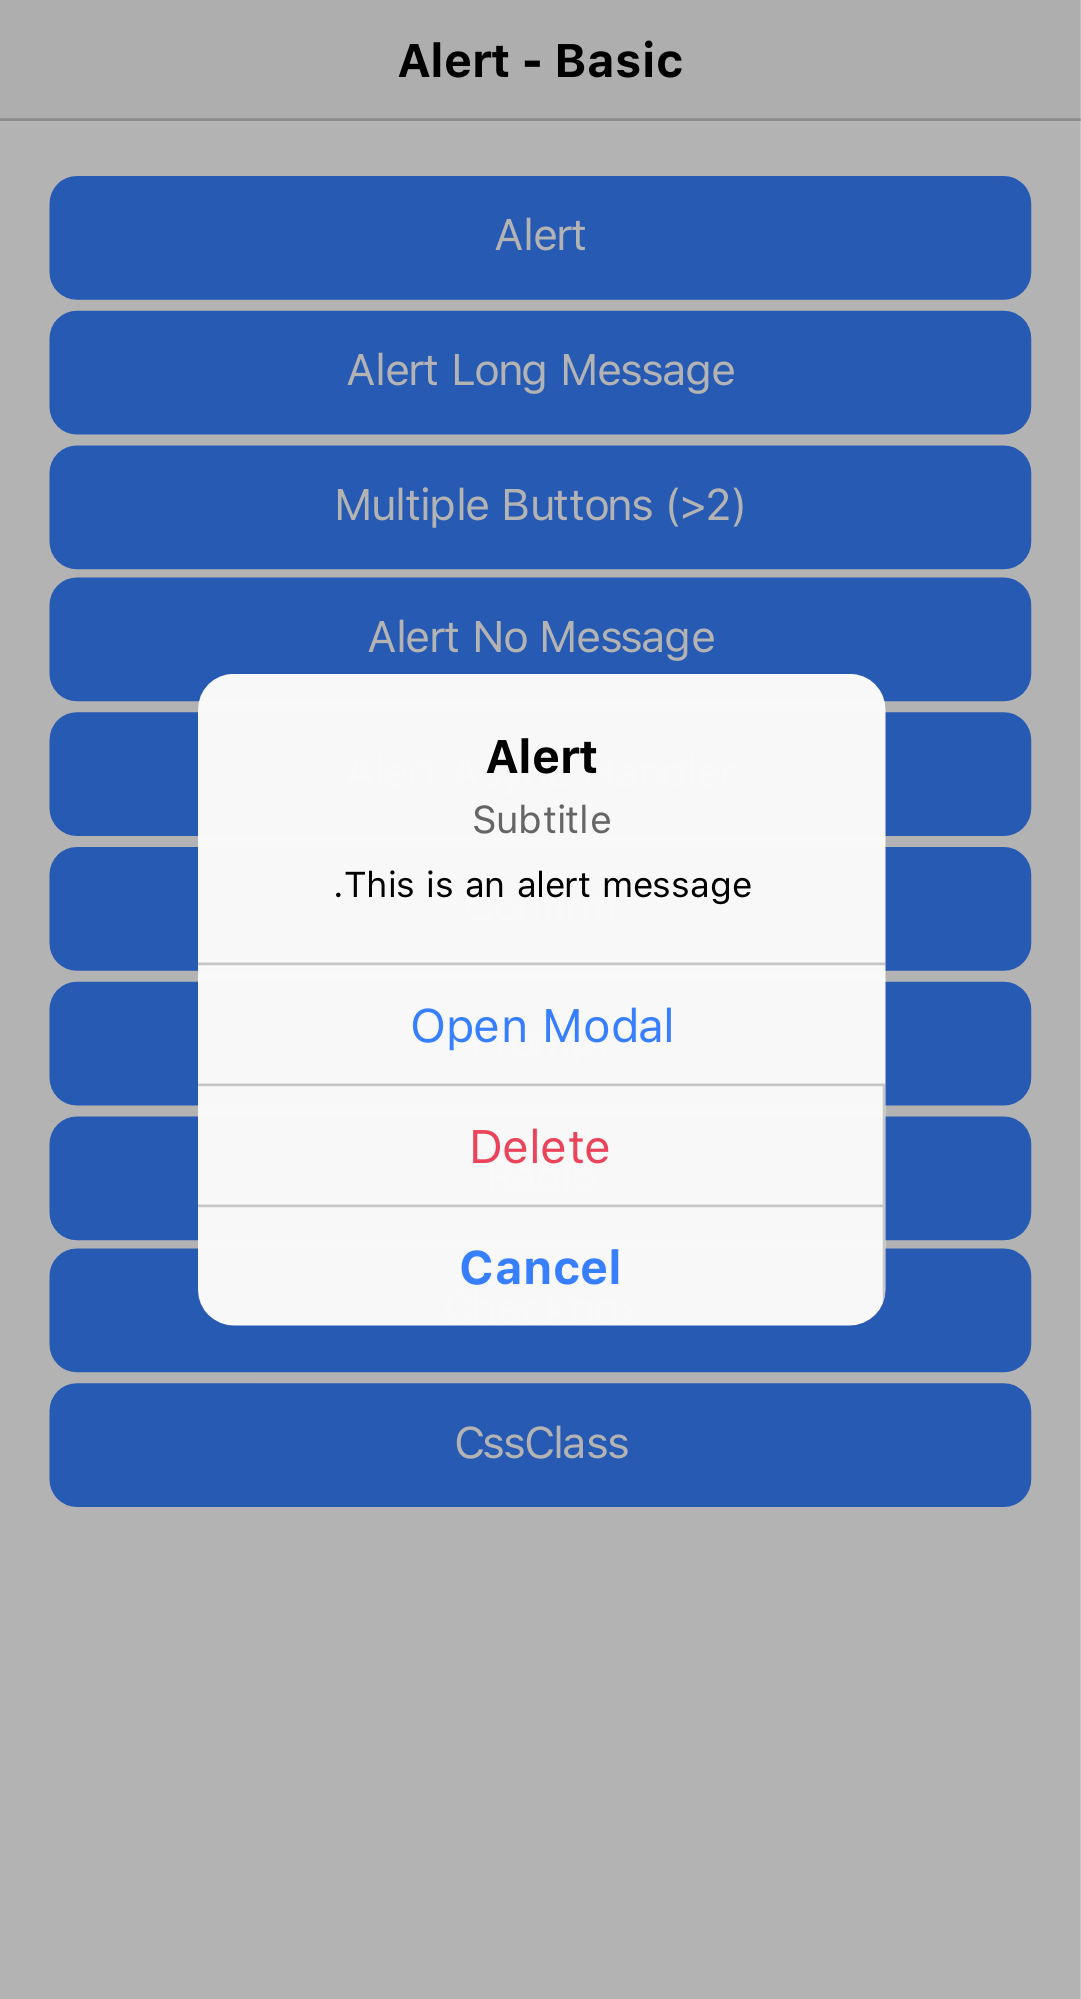 Alert - Basic
Alert
Alert Long Message
Multiple Buttons (>2)
Alert No Message
Alert
Subtitle
.This is an alert message
Open Modal
Delete
Cancel
CssClass